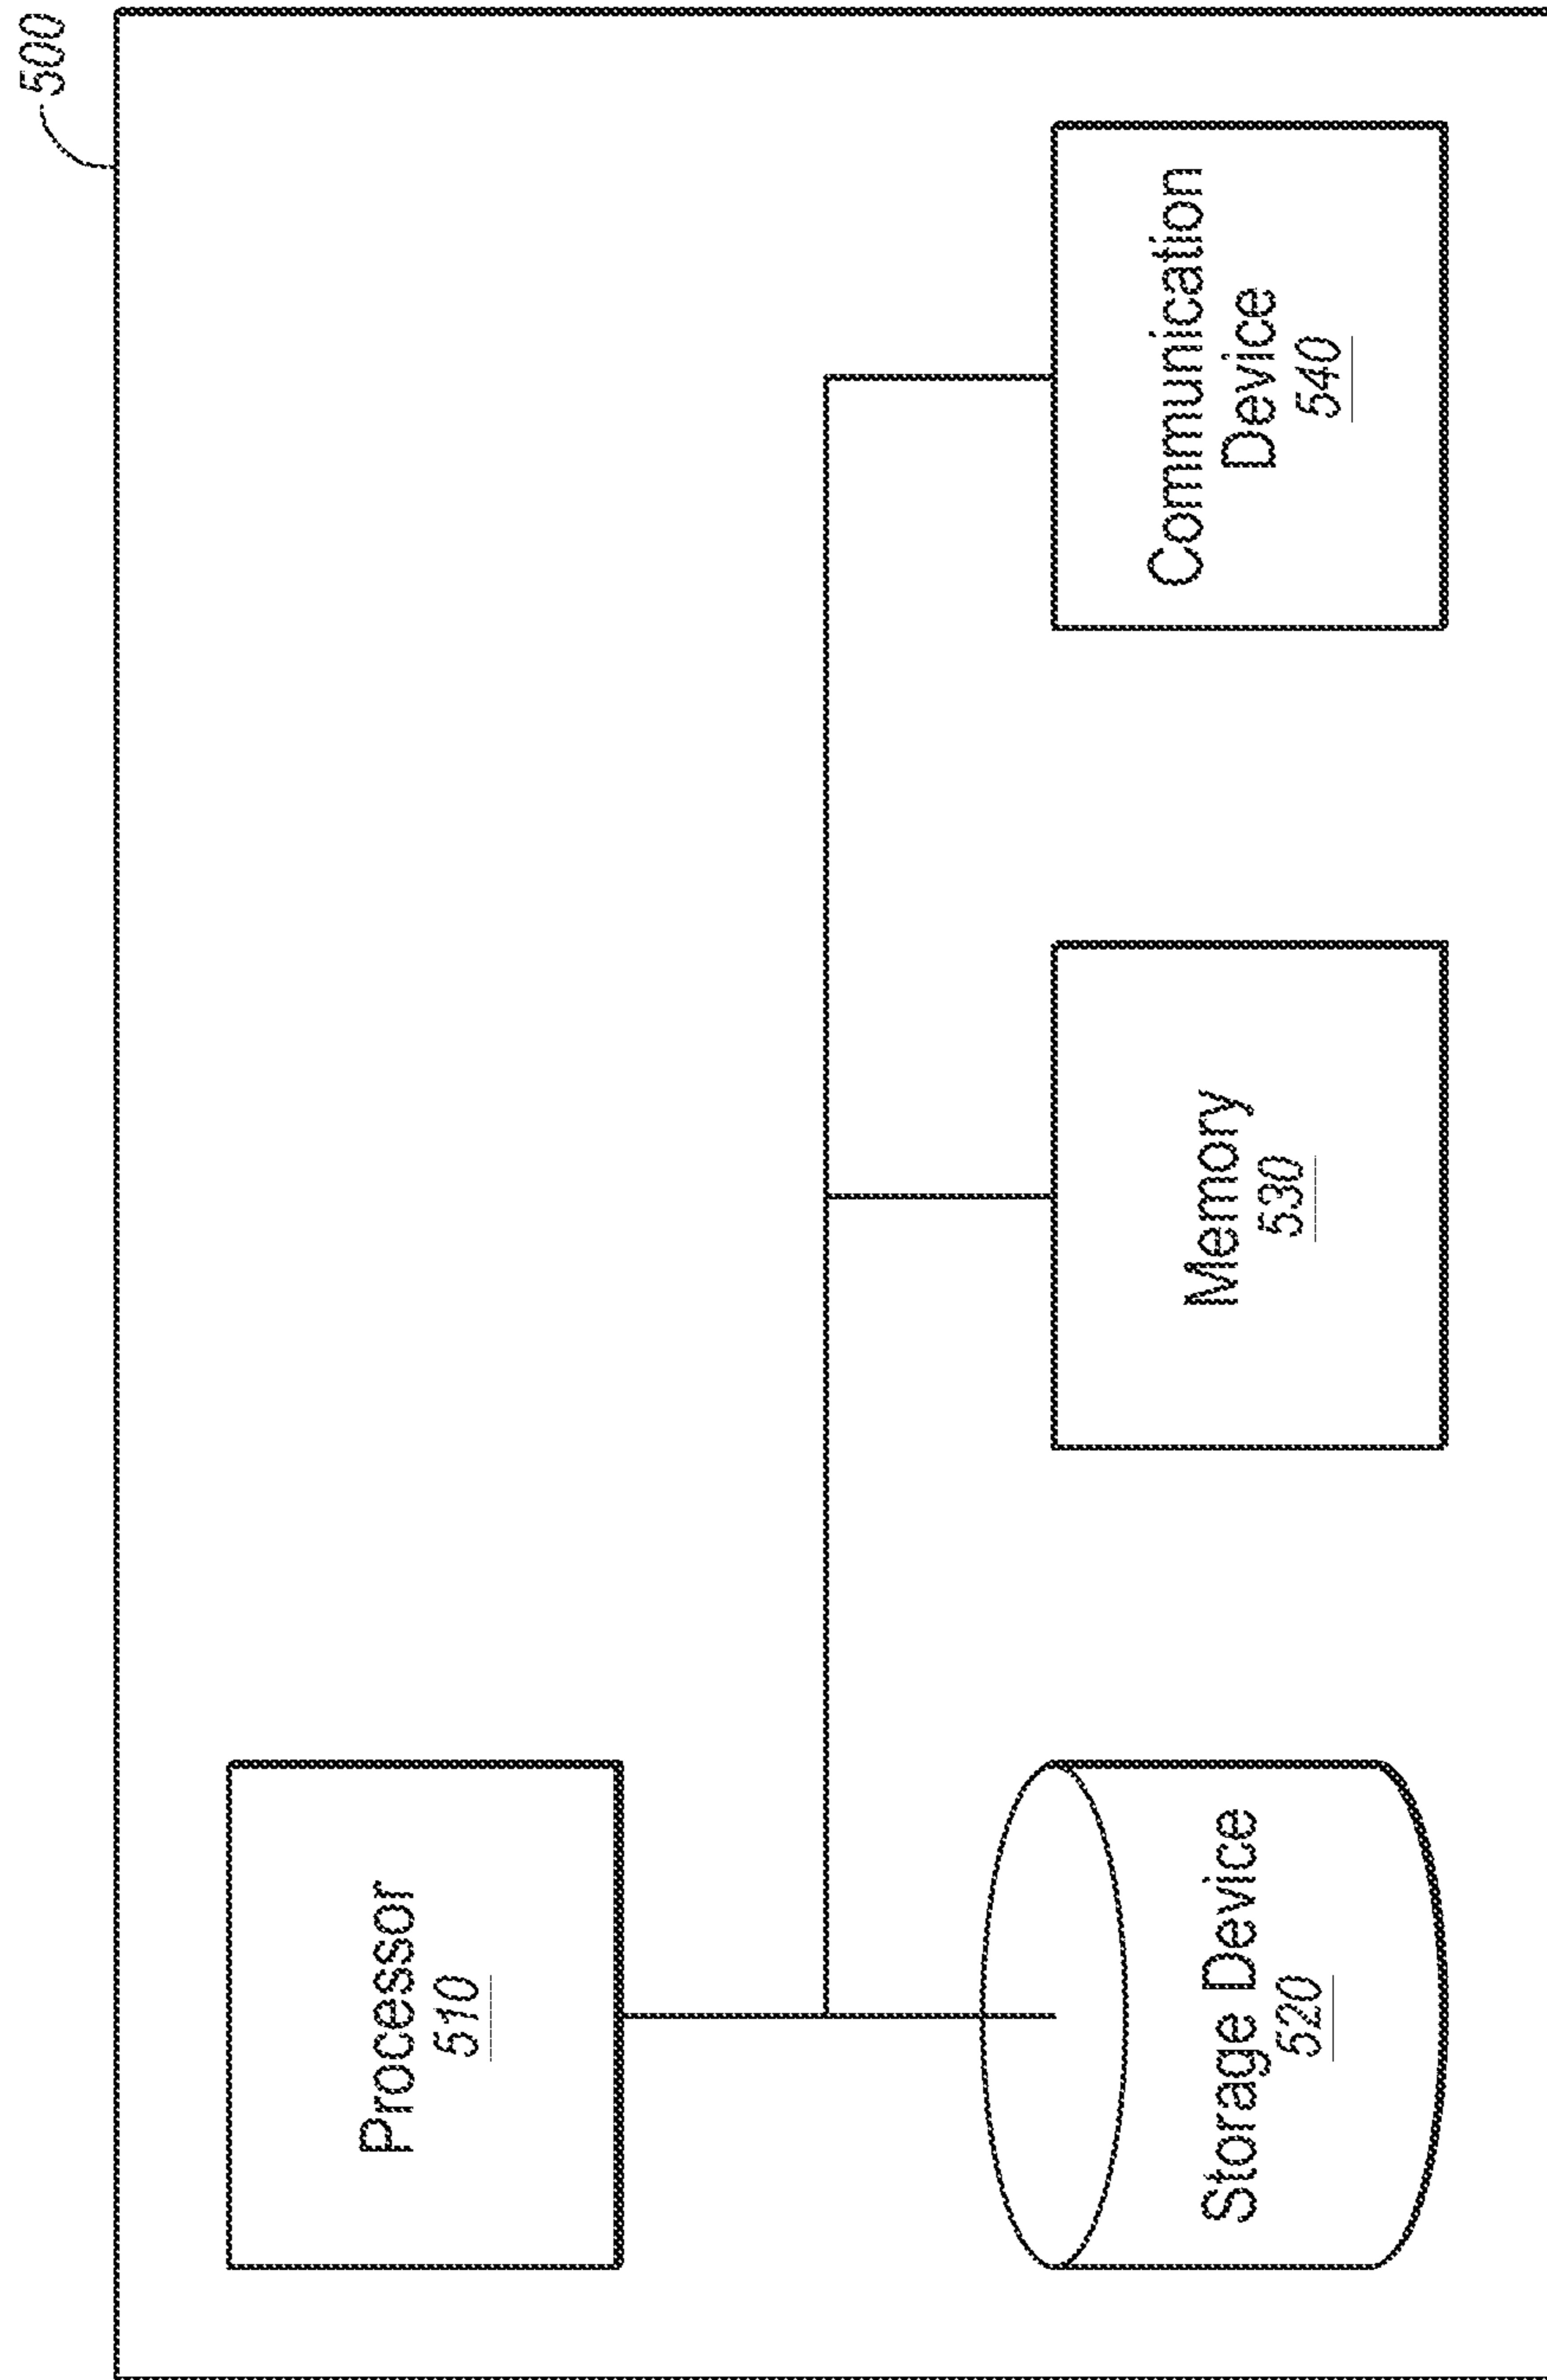 500
Processor
510
Storage Device
520
Memory
530
Communication
Device
540